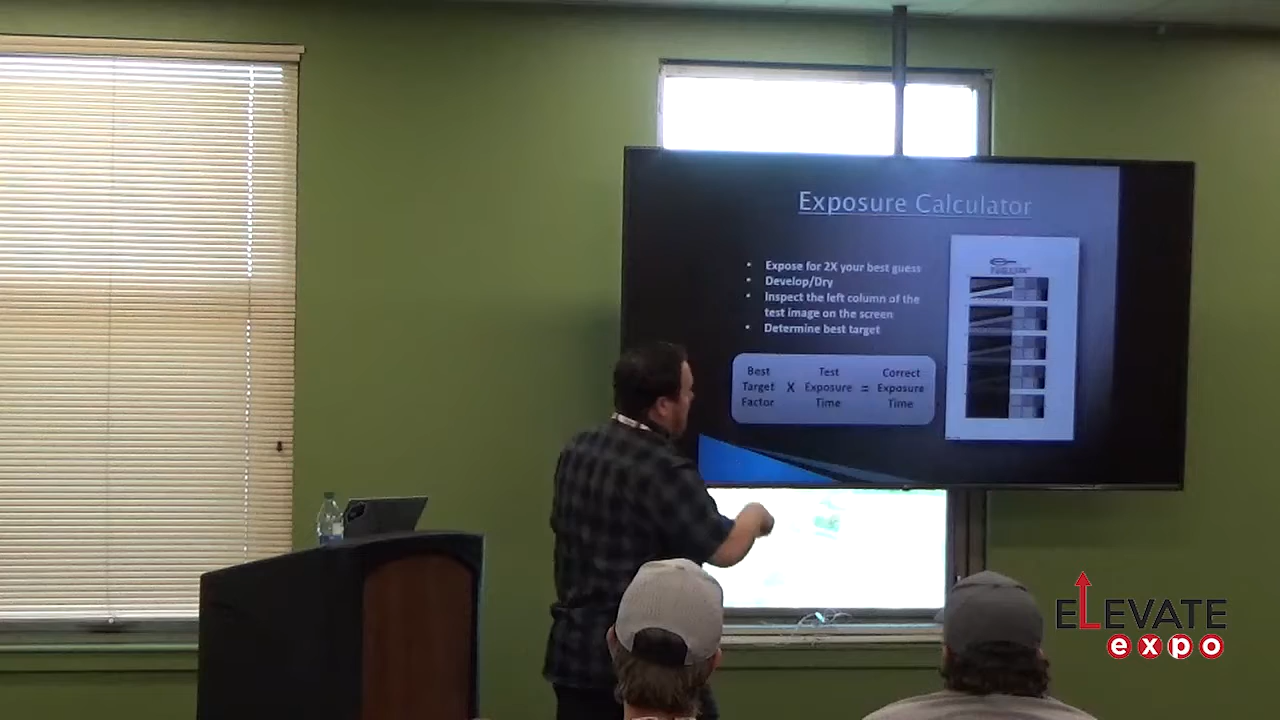 Exposure Calculator
• Expose for 2X your best guess
• Develop/Dry
• Inspect the left column of the
test image on the screen
• Determine best target
Best Target Factor X Test Exposure Time = Correct Exposure Time
ELEVATE
expo